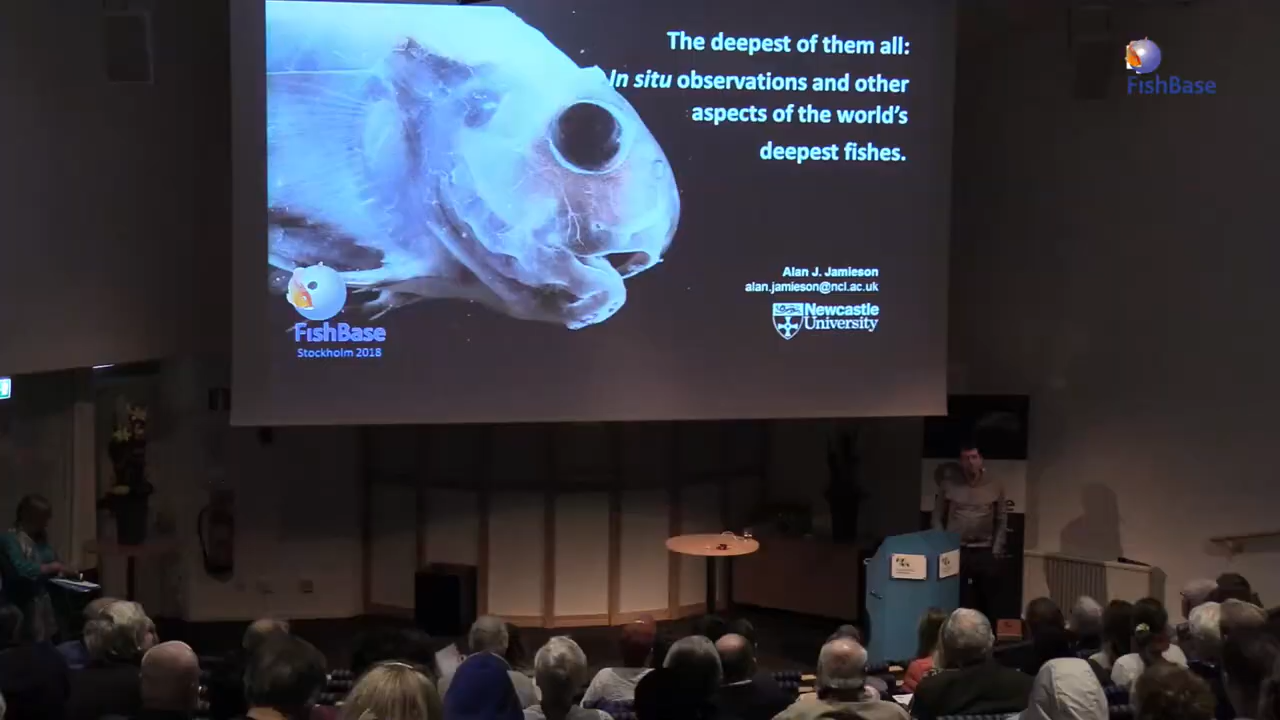 The deepest of them all:
In situ observations and other
aspects of the world's
deepest fishes.
Alan J. Jamieson
alan.jamieson@ncl.ac.uk
Newcastle
University
FishBase
Stockholm 2018
FishBase